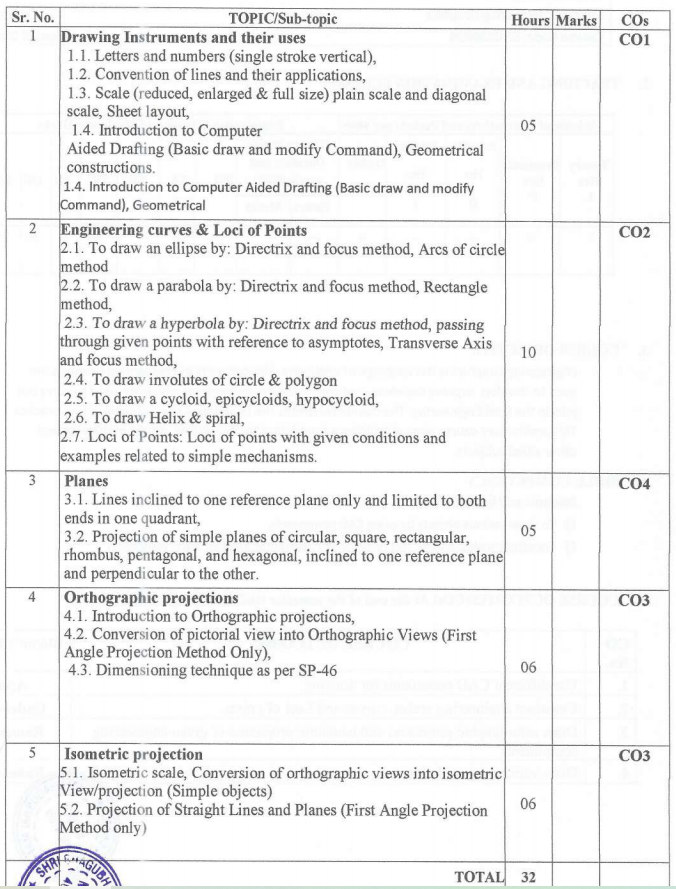 Sr. No. TOPIC/Sub-topic Hours Marks COs
1 Drawing Instruments and their uses CO1
1.1. Letters and numbers (single stroke vertical),
1.2. Convention of lines and their applications,
1.3. Scale (reduced, enlarged & full size) plain scale and diagonal
scale, Sheet layout,
1.4. Introduction to Computer 05
Aided Drafting (Basic draw and modify Command), Geometrical
constructions.
1.4. Introduction to Computer Aided Drafting (Basic draw and modify
Command), Geometrical
2 Engineering curves & Loci of Points CO2
2.1. To draw an ellipse by: Directrix and focus method, Arcs of circle
method
2.2. To draw a parabola by: Directrix and focus method, Rectangle
method,
2.3. To draw a hyperbola by: Directrix and focus method, passing
through given points with reference to asymptotes, Transverse Axis 10
and focus method,
2.4. To draw involutes of circle & polygon
2.5. To draw a cycloid, epicycloids, hypocycloid,
2.6. To draw Helix & spiral,
2.7. Loci of Points: Loci of points with given conditions and
examples related to simple mechanisms.
3 Planes CO4
3.1. Lines inclined to one reference plane only and limited to both
ends in one quadrant,
3.2. Projection of simple planes of circular, square, rectangular, 05
rhombus, pentagonal, and hexagonal, inclined to one reference plane
and perpendicular to the other.
4 Orthographic projections CO3
4.1. Introduction to Orthographic projections,
4.2. Conversion of pictorial view into Orthographic Views (First
Angle Projection Method Only),
4.3. Dimensioning technique as per SP-46 06
5 Isometric projection CO3
5.1. Isometric scale, Conversion of orthographic views into isometric
View/projection (Simple objects)
5.2. Projection of Straight Lines and Planes (First Angle Projection 06
Method only)
SHRI BHAGUBH
TOTAL 32